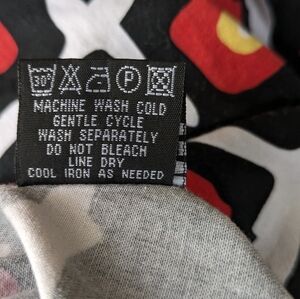 30°
P
MACHINE WASH COLD
GENTLE CYCLE
WASH SEPARATELY
DO NOT BLEACH
LINE DRY
COOL IRON AS NEEDED